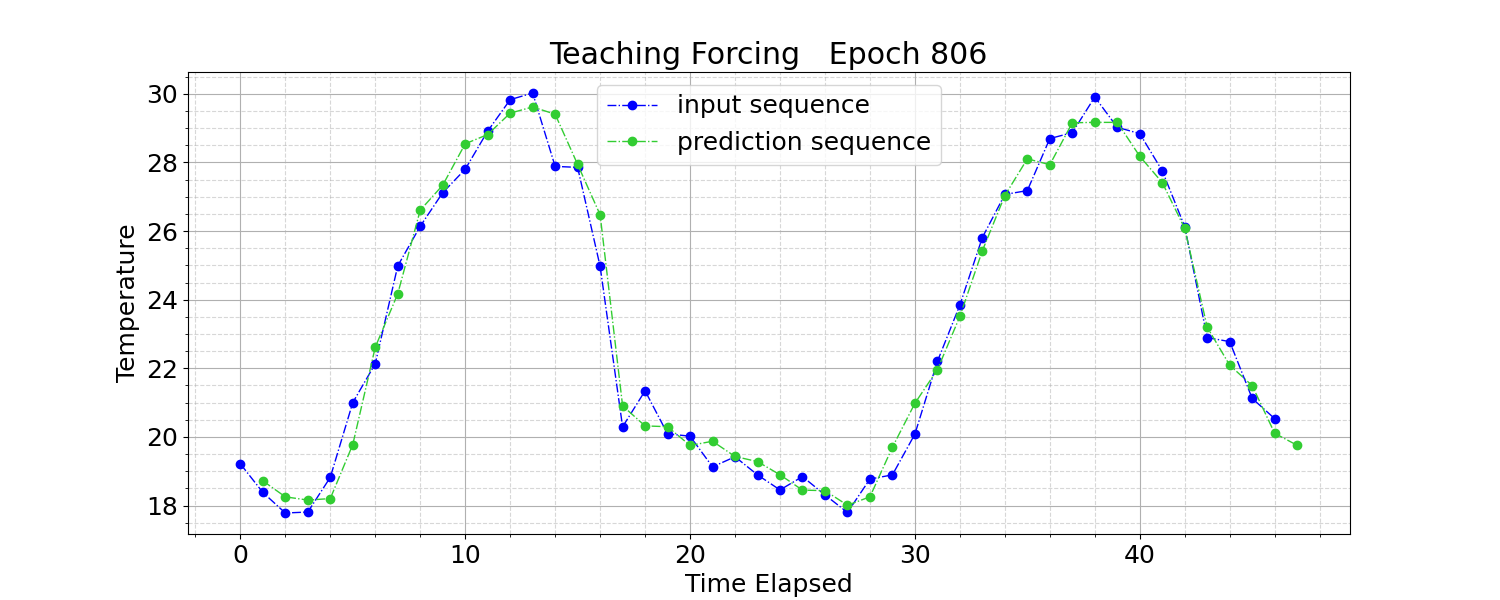 Teaching Forcing   Epoch 806
input sequence
prediction sequence
Temperature
30
28
26
24
22
20
18
0 10 20 30 40
Time Elapsed